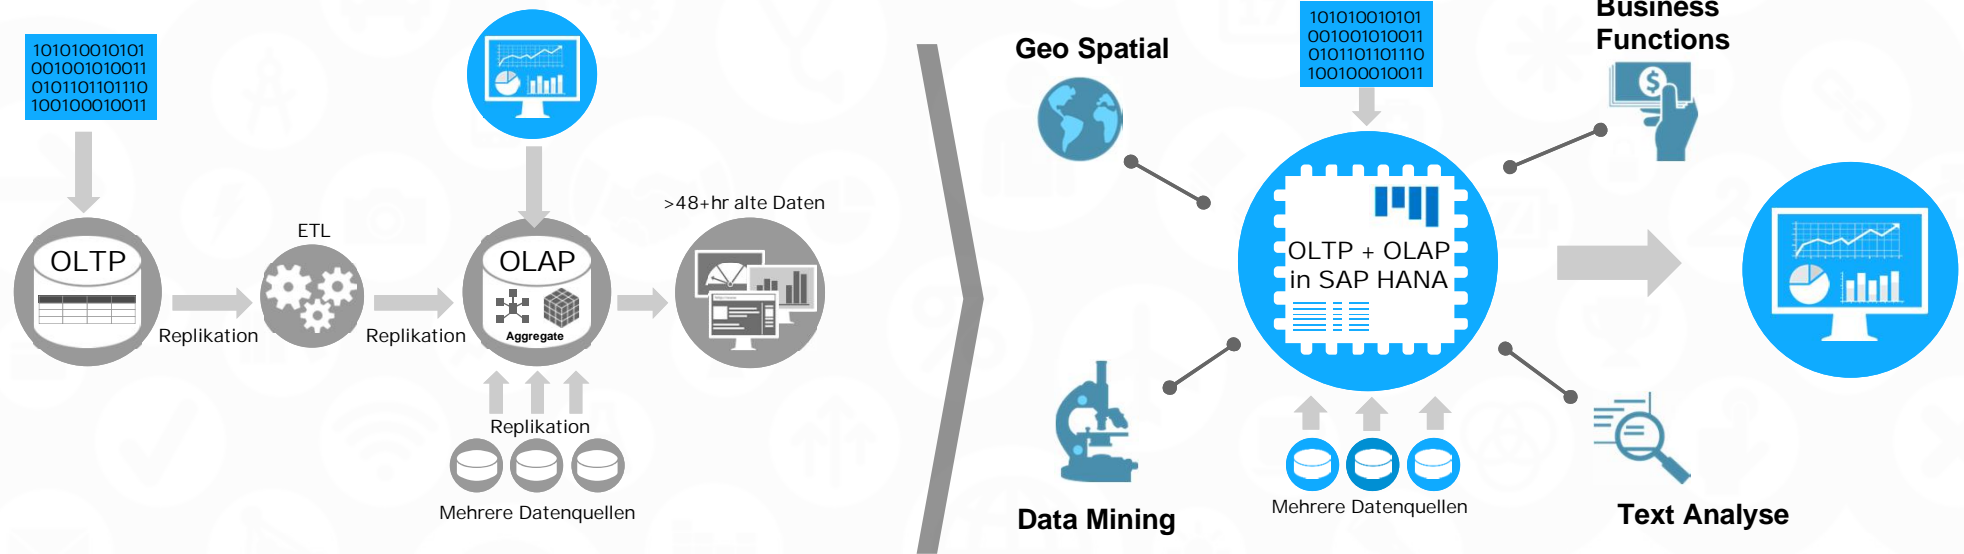 101010010101
001001010011
0101101101110
100100010011
>48+hr alte Daten
ETL
OLTP
OLAP
Aggregate
Replikation
Replikation
Replikation
Mehrere Datenquellen
Geo Spatial
101010010101
001001010011
0101101101110
100100010011
Business
Functions
OLTP + OLAP
in SAP HANA
Mehrere Datenquellen
Data Mining
Text Analyse